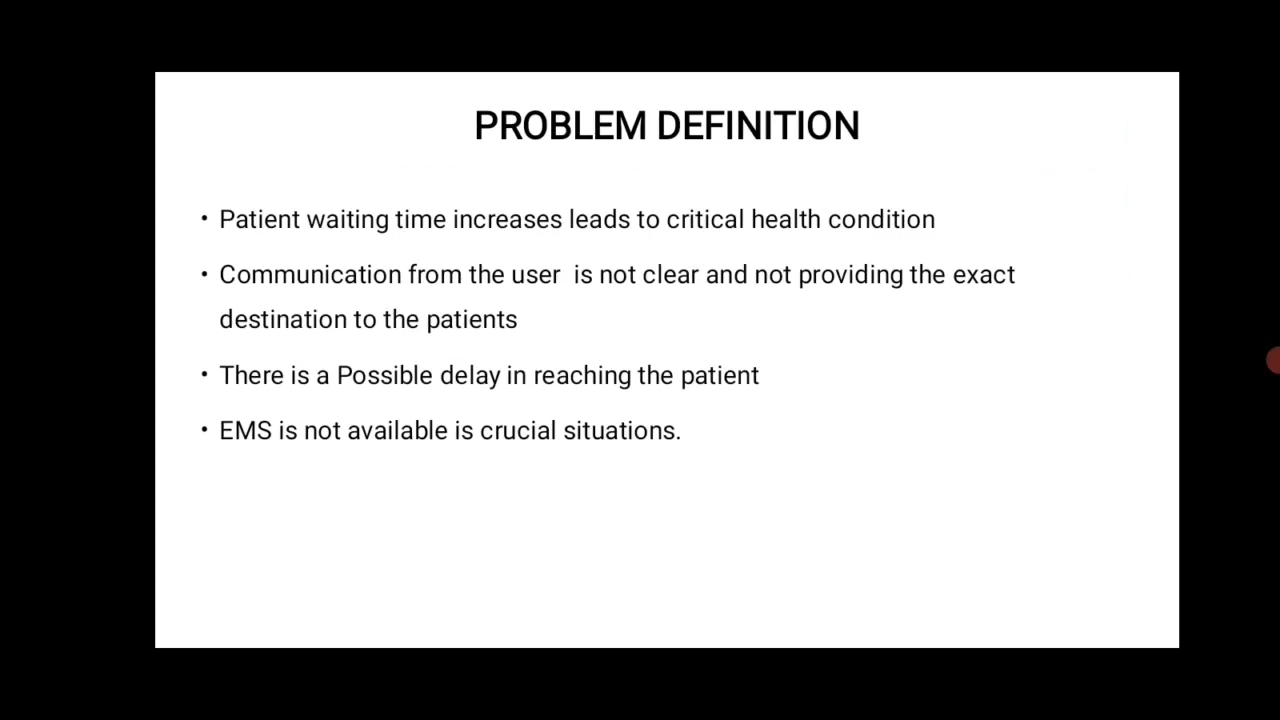 PROBLEM DEFINITION
• Patient waiting time increases leads to critical health condition
• Communication from the user  is not clear and not providing the exact
destination to the patients
• There is a Possible delay in reaching the patient
• EMS is not available is crucial situations.